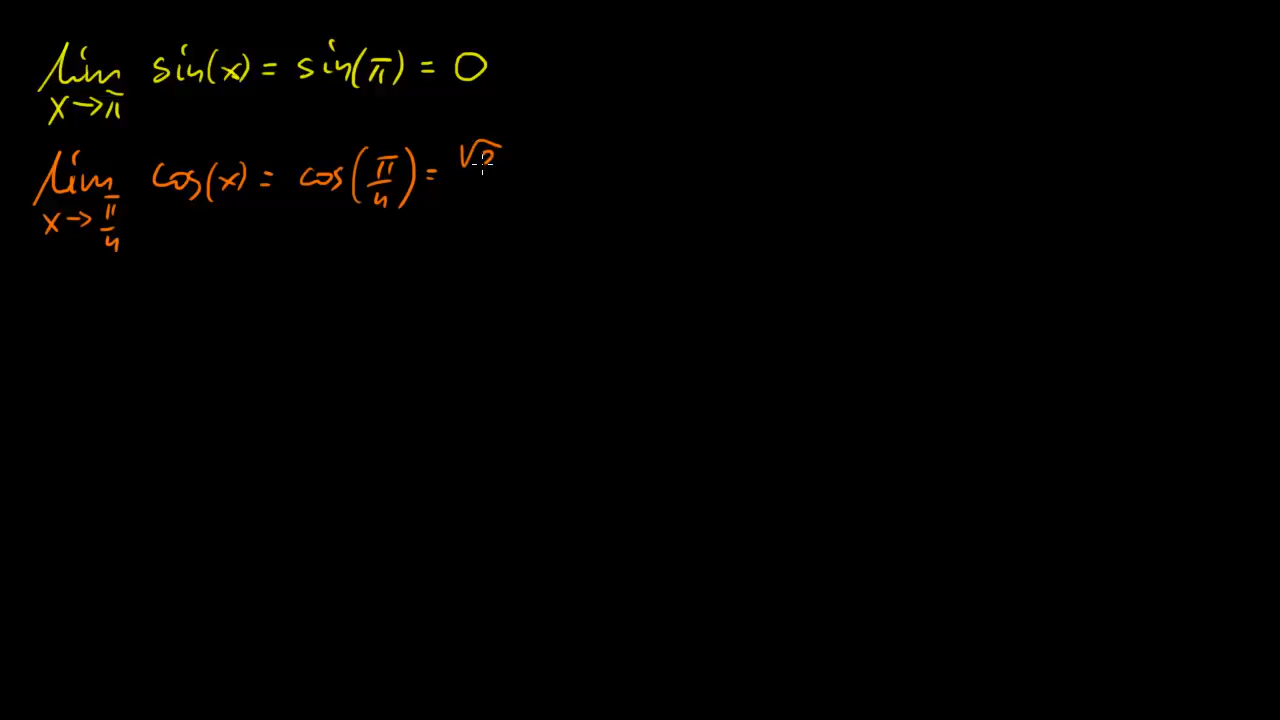 lim x→π sin(x) = sin(π) = 0
lim x→π/4 cos(x) = cos(π/4) = √2